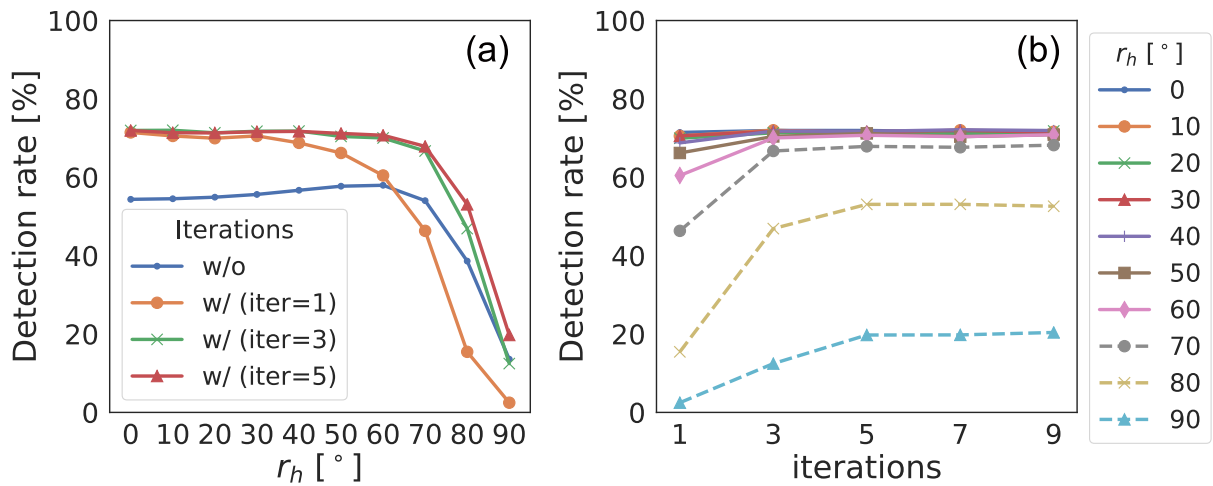 (a)
Detection rate [%]
100
80
60
40
20
0
Iterations
w/o
w/ (iter=1)
w/ (iter=3)
w/ (iter=5)
0 10 20 30 40 50 60 70 80 90
r_h [°]
(b)
Detection rate [%]
100
80
60
40
20
0
1 3 5 7 9
iterations
r_h [°]
0
10
20
30
40
50
60
70
80
90